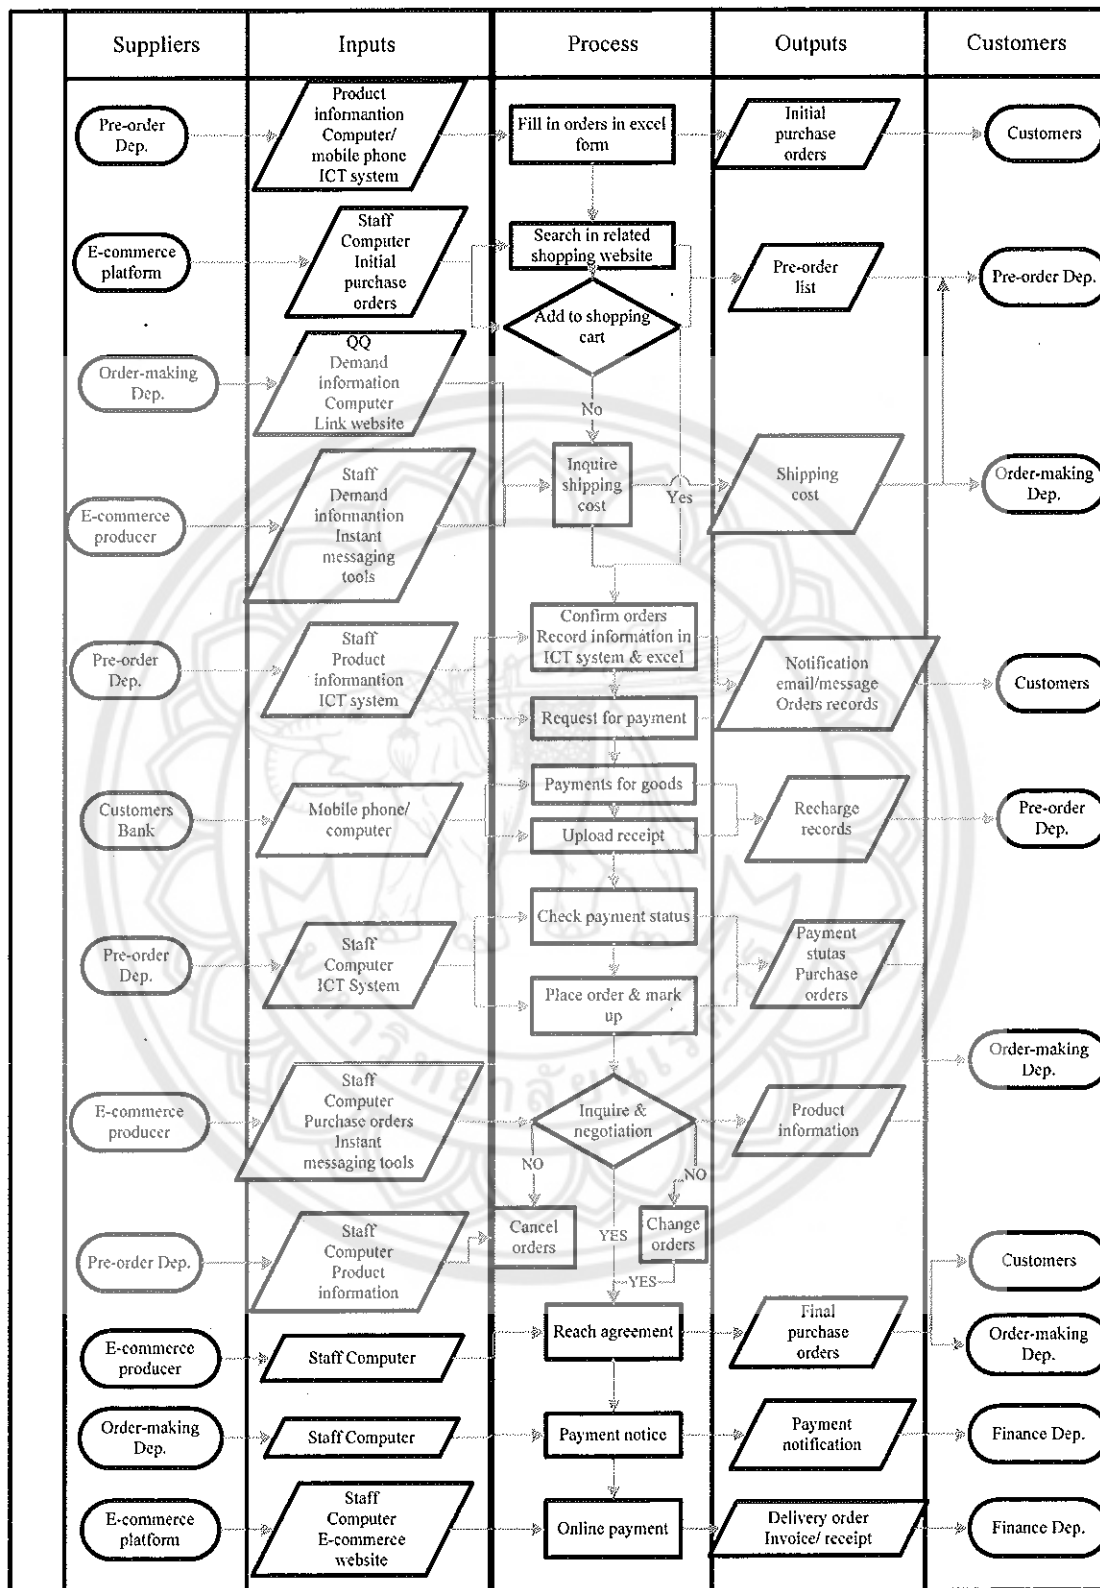 Suppliers
Inputs
Process
Outputs
Customers
Pre-order
Dep.
Product
informantion
Computer/
mobile phone
ICT system
Fill in orders in excel
form
Initial
purchase
orders
Customers
E-commerce
platform
Staff
Computer
Initial
purchase
orders
Search in related
shopping website
Pre-order
list
Pre-order Dep.
Add to shopping
cart
Order-making
Dep.
QQ
Demand
information
Computer
Link website
No
Inquire
shipping
cost
Yes
Shipping
cost
Order-making
Dep.
E-commerce
producer
Staff
Demand
informantion
Instant
messaging
tools
Pre-order
Dep.
Staff
Product
informantion
ICT system
Confirm orders
Record information in
ICT system & excel
Request for payment
Notification
email/message
Orders records
Customers
Customers
Bank
Mobile phone/
computer
Payments for goods
Upload receipt
Recharge
records
Pre-order
Dep.
Pre-order
Dep.
Staff
Computer
ICT System
Check payment status
Place order & mark
up
Payment
stutas
Purchase
orders
Order-making
Dep.
E-commerce
producer
Staff
Computer
Purchase orders
Instant
messaging tools
Inquire &
negotiation
Product
information
NO
NO
Cancel
orders
YES
Change
orders
YES
Pre-order Dep.
Staff
Computer
Product
information
Customers
E-commerce
producer
Staff Computer
Reach agreement
Final
purchase
orders
Order-making
Dep.
Order-making
Dep.
Staff Computer
Payment notice
Payment
notification
Finance Dep.
E-commerce
platform
Staff
Computer
E-commerce
website
Online payment
Delivery order
Invoice/ receipt
Finance Dep.